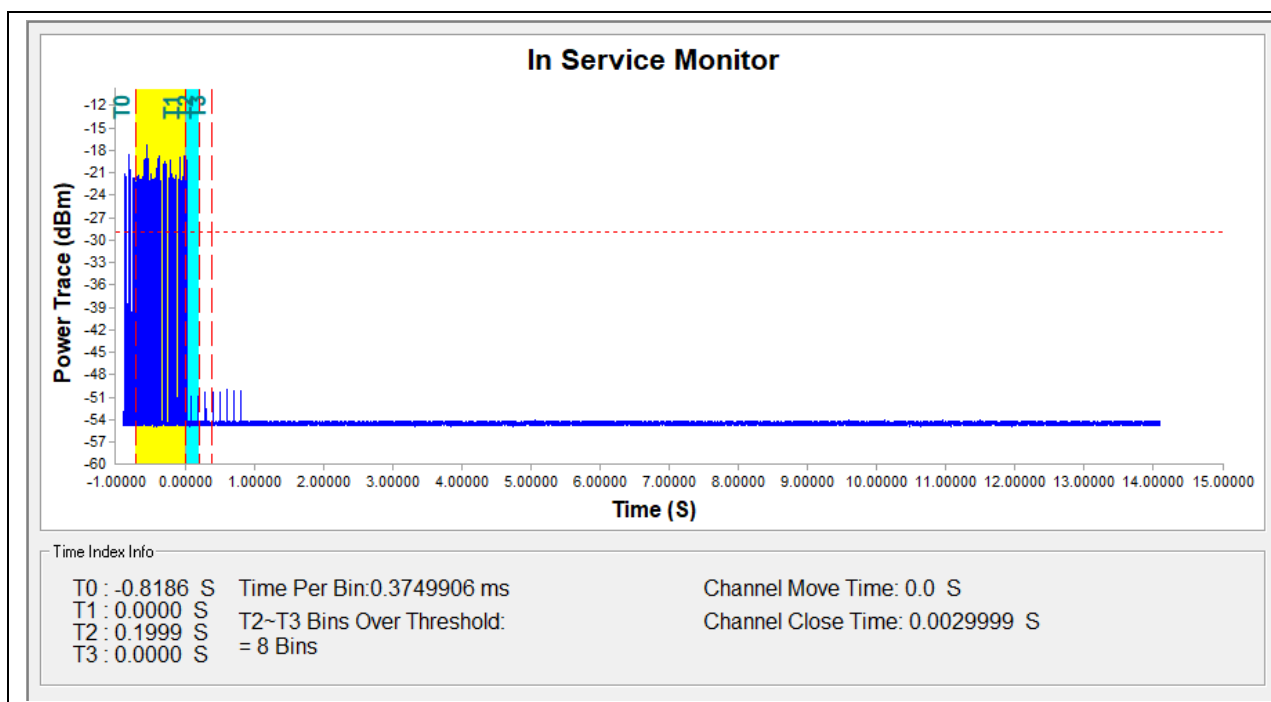 In Service Monitor
T0 T1 T2 T3
-12
-15
-18
-21
-24
-27
-30
-33
-36
-39
-42
-45
-48
-51
-54
-57
-60
Power Trace (dBm)
-1.00000 0.00000 1.00000 2.00000 3.00000 4.00000 5.00000 6.00000 7.00000 8.00000 9.00000 10.00000 11.00000 12.00000 13.00000 14.00000 15.00000
Time (S)
Time Index Info
T0 : -0.8186 S
T1 : 0.0000 S
T2 : 0.1999 S
T3 : 0.0000 S
Time Per Bin:0.3749906 ms
T2~T3 Bins Over Threshold:
= 8 Bins
Channel Move Time: 0.0 S
Channel Close Time: 0.0029999 S